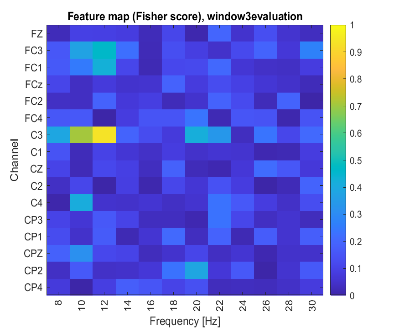 Feature map (Fisher score), window3evaluation
Channel
FZ
FC3
FC1
FCz
FC2
FC4
C3
C1
CZ
C2
C4
CP3
CP1
CPZ
CP2
CP4
8 10 12 14 16 18 20 22 24 26 28 30
Frequency [Hz]
1
0.9
0.8
0.7
0.6
0.5
0.4
0.3
0.2
0.1
0